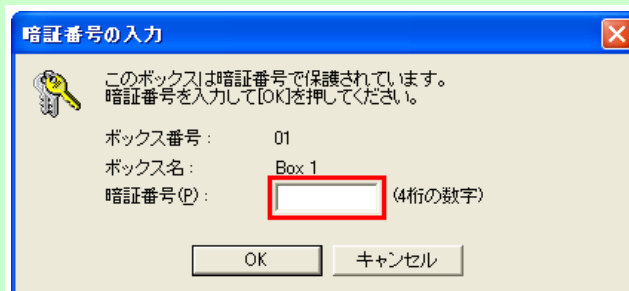 暗証番号の入力
このボックスは暗証番号で保護されています。
暗証番号を入力して[OK]を押してください。
ボックス番号: 01
ボックス名: Box 1
暗証番号(P): (4桁の数字)
OK キャンセル